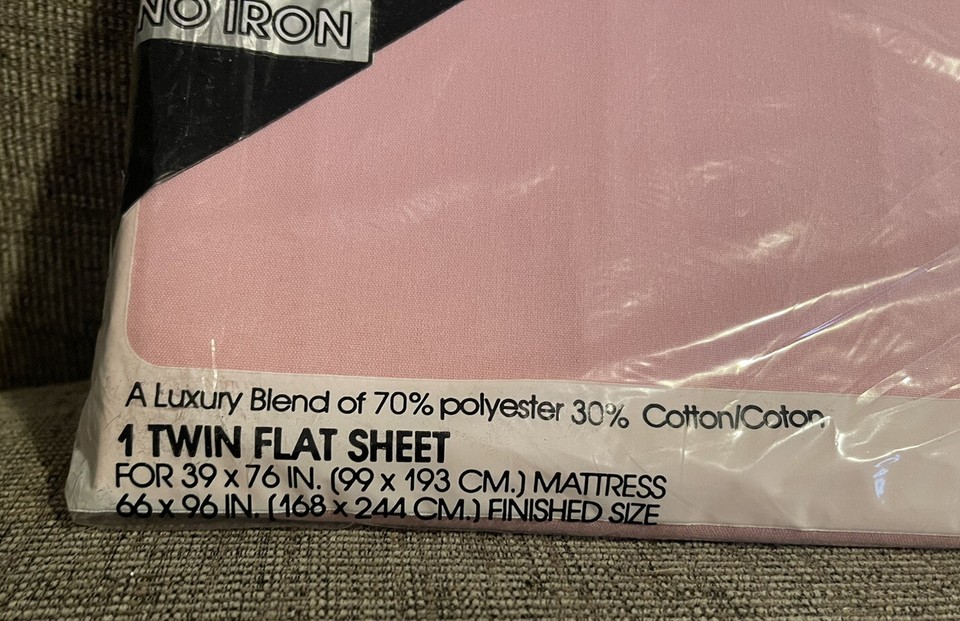 NO IRON
A Luxury Blend of 70% polyester 30% Cotton/Coton
1 TWIN FLAT SHEET
FOR 39 x 76 IN. (99 x 193 CM.) MATTRESS
66 x 96 IN. (168 x 244 CM.) FINISHED SIZE